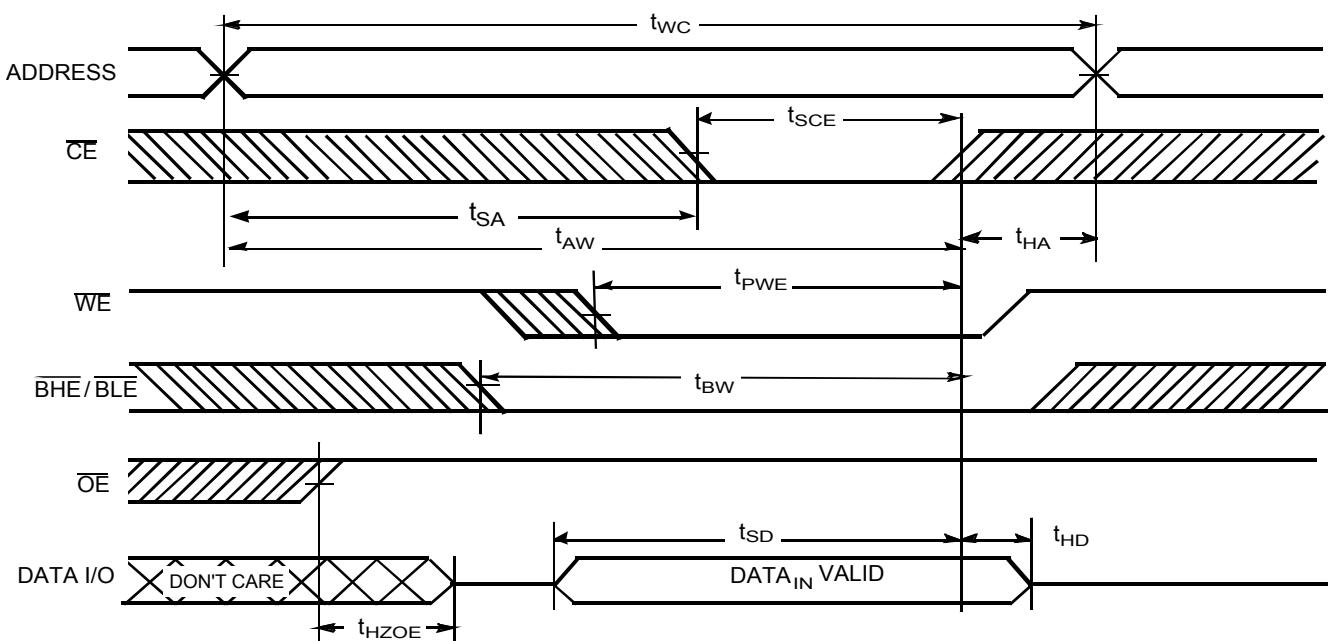 tWC
ADDRESS
tSCE
CE
tSA
tAW
tHA
tPWE
WE
tBW
BHE/BLE
OE
tSD
tHD
DATA I/O
DON'T CARE
DATAIN VALID
tHZOE